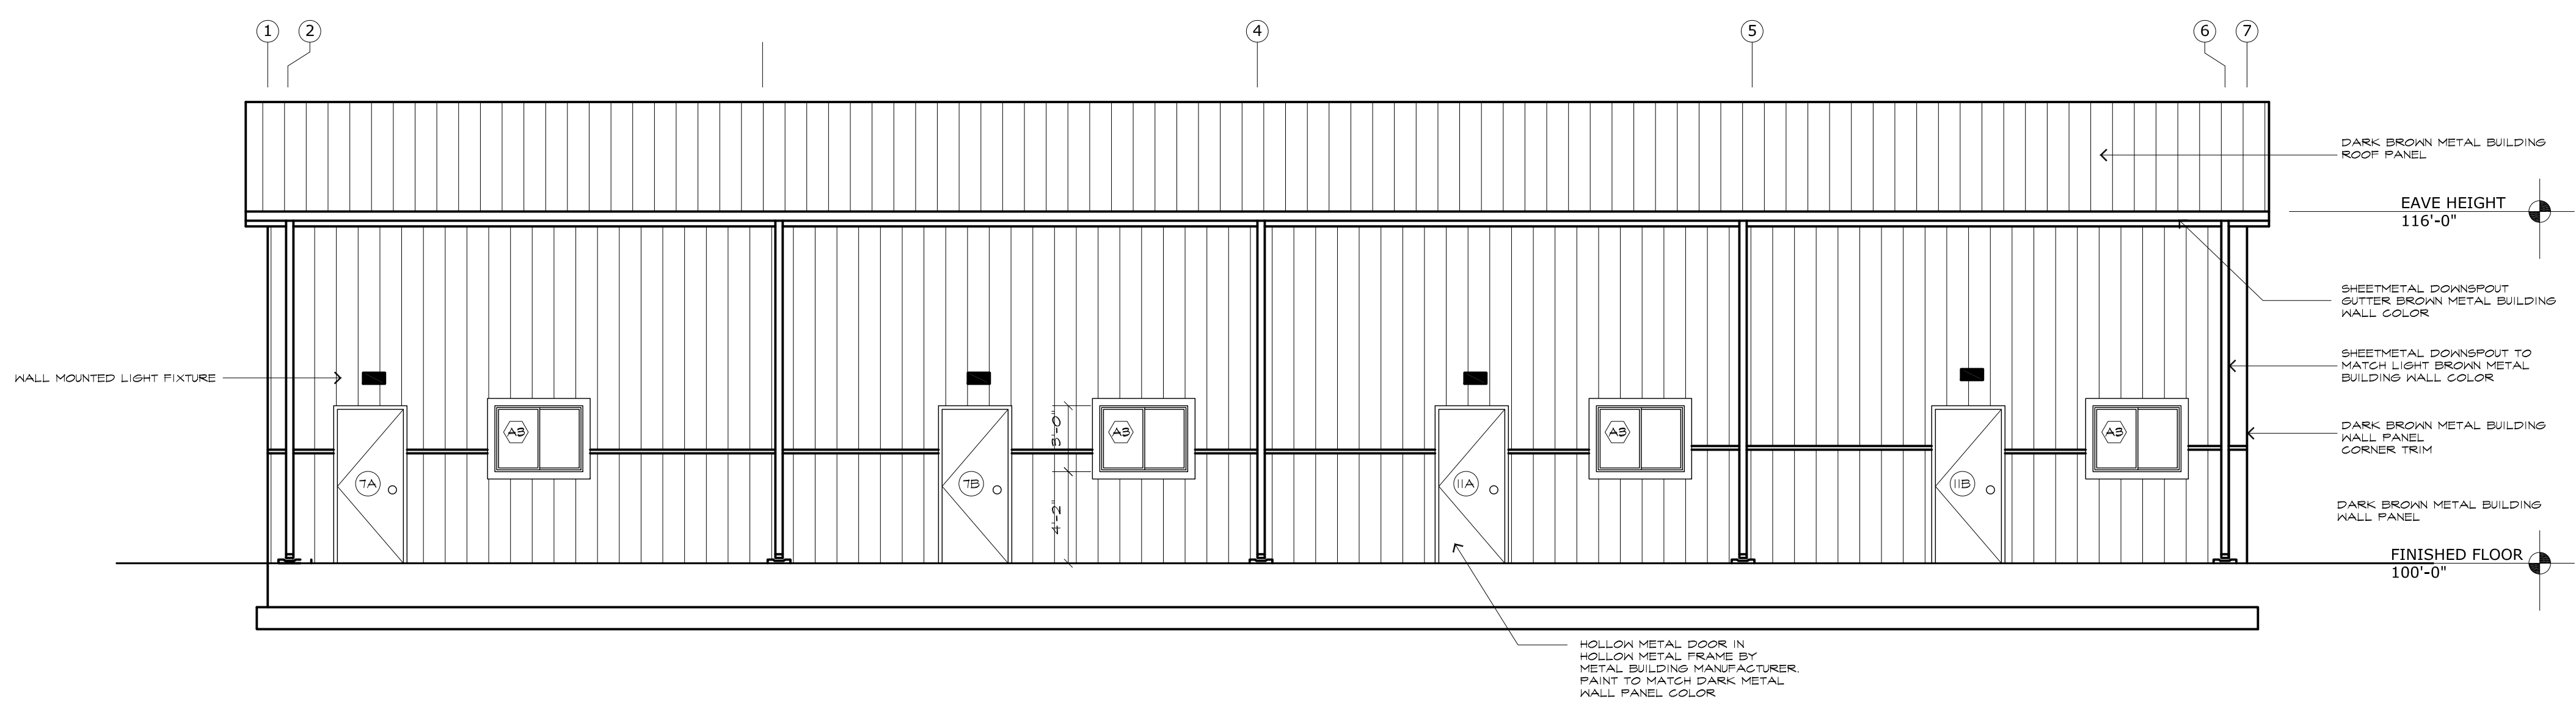 1
2
4
5
6
7
DARK BROWN METAL BUILDING
ROOF PANEL
EAVE HEIGHT
116'-0"
SHEETMETAL DOWNSPOUT
GUTTER BROWN METAL BUILDING
WALL COLOR
SHEETMETAL DOWNSPOUT TO
MATCH LIGHT BROWN METAL
BUILDING WALL COLOR
WALL MOUNTED LIGHT FIXTURE
DARK BROWN METAL BUILDING
WALL PANEL
CORNER TRIM
A3
A3
A3
A3
3'-0"
7A
7B
11A
11B
4'-2"
DARK BROWN METAL BUILDING
WALL PANEL
FINISHED FLOOR
100'-0"
HOLLOW METAL DOOR IN
HOLLOW METAL FRAME BY
METAL BUILDING MANUFACTURER.
PAINT TO MATCH DARK METAL
WALL PANEL COLOR